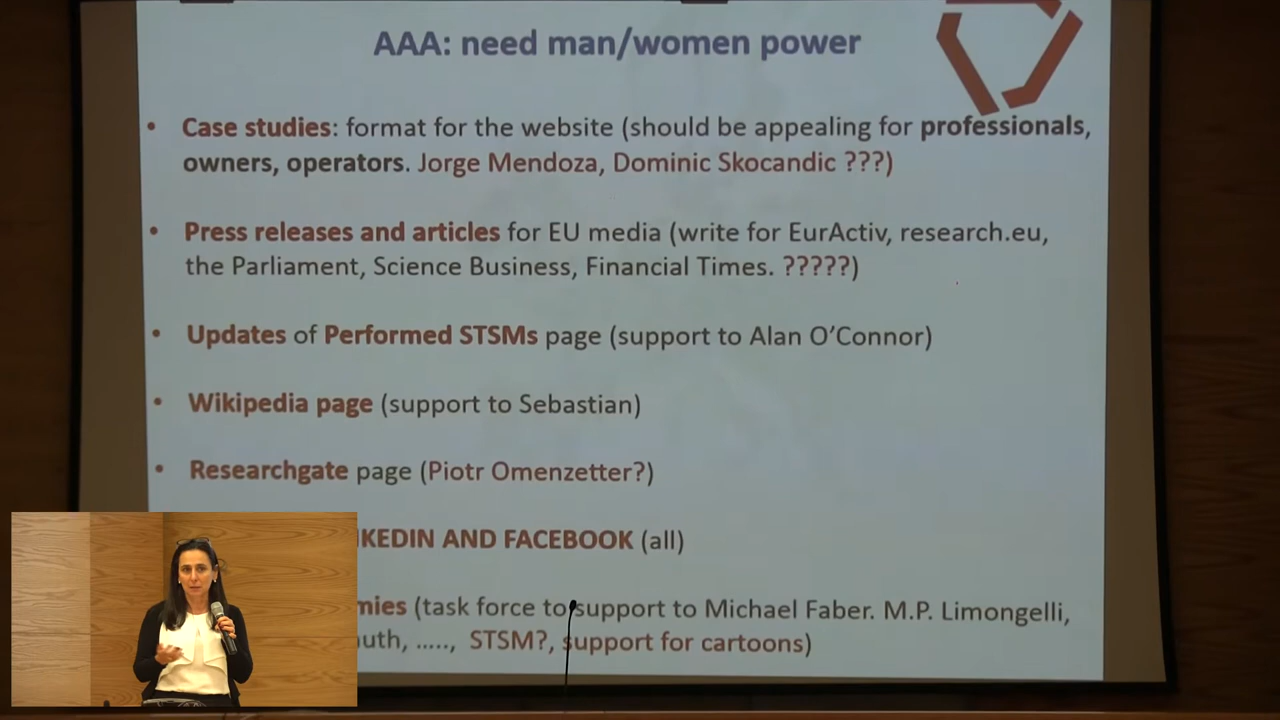 AAA: need man/women power
• Case studies: format for the website (should be appealing for professionals,
owners, operators. Jorge Mendoza, Dominic Skocandic ???)
• Press releases and articles for EU media (write for EurActiv, research.eu,
the Parliament, Science Business, Financial Times. ?????)
• Updates of Performed STSMs page (support to Alan O'Connor)
• Wikipedia page (support to Sebastian)
• Researchgate page (Piotr Omenzetter?)
KEDIN AND FACEBOOK (all)
mies (task force to support to Michael Faber. M.P. Limongelli,
uth, ....., STSM?, support for cartoons)